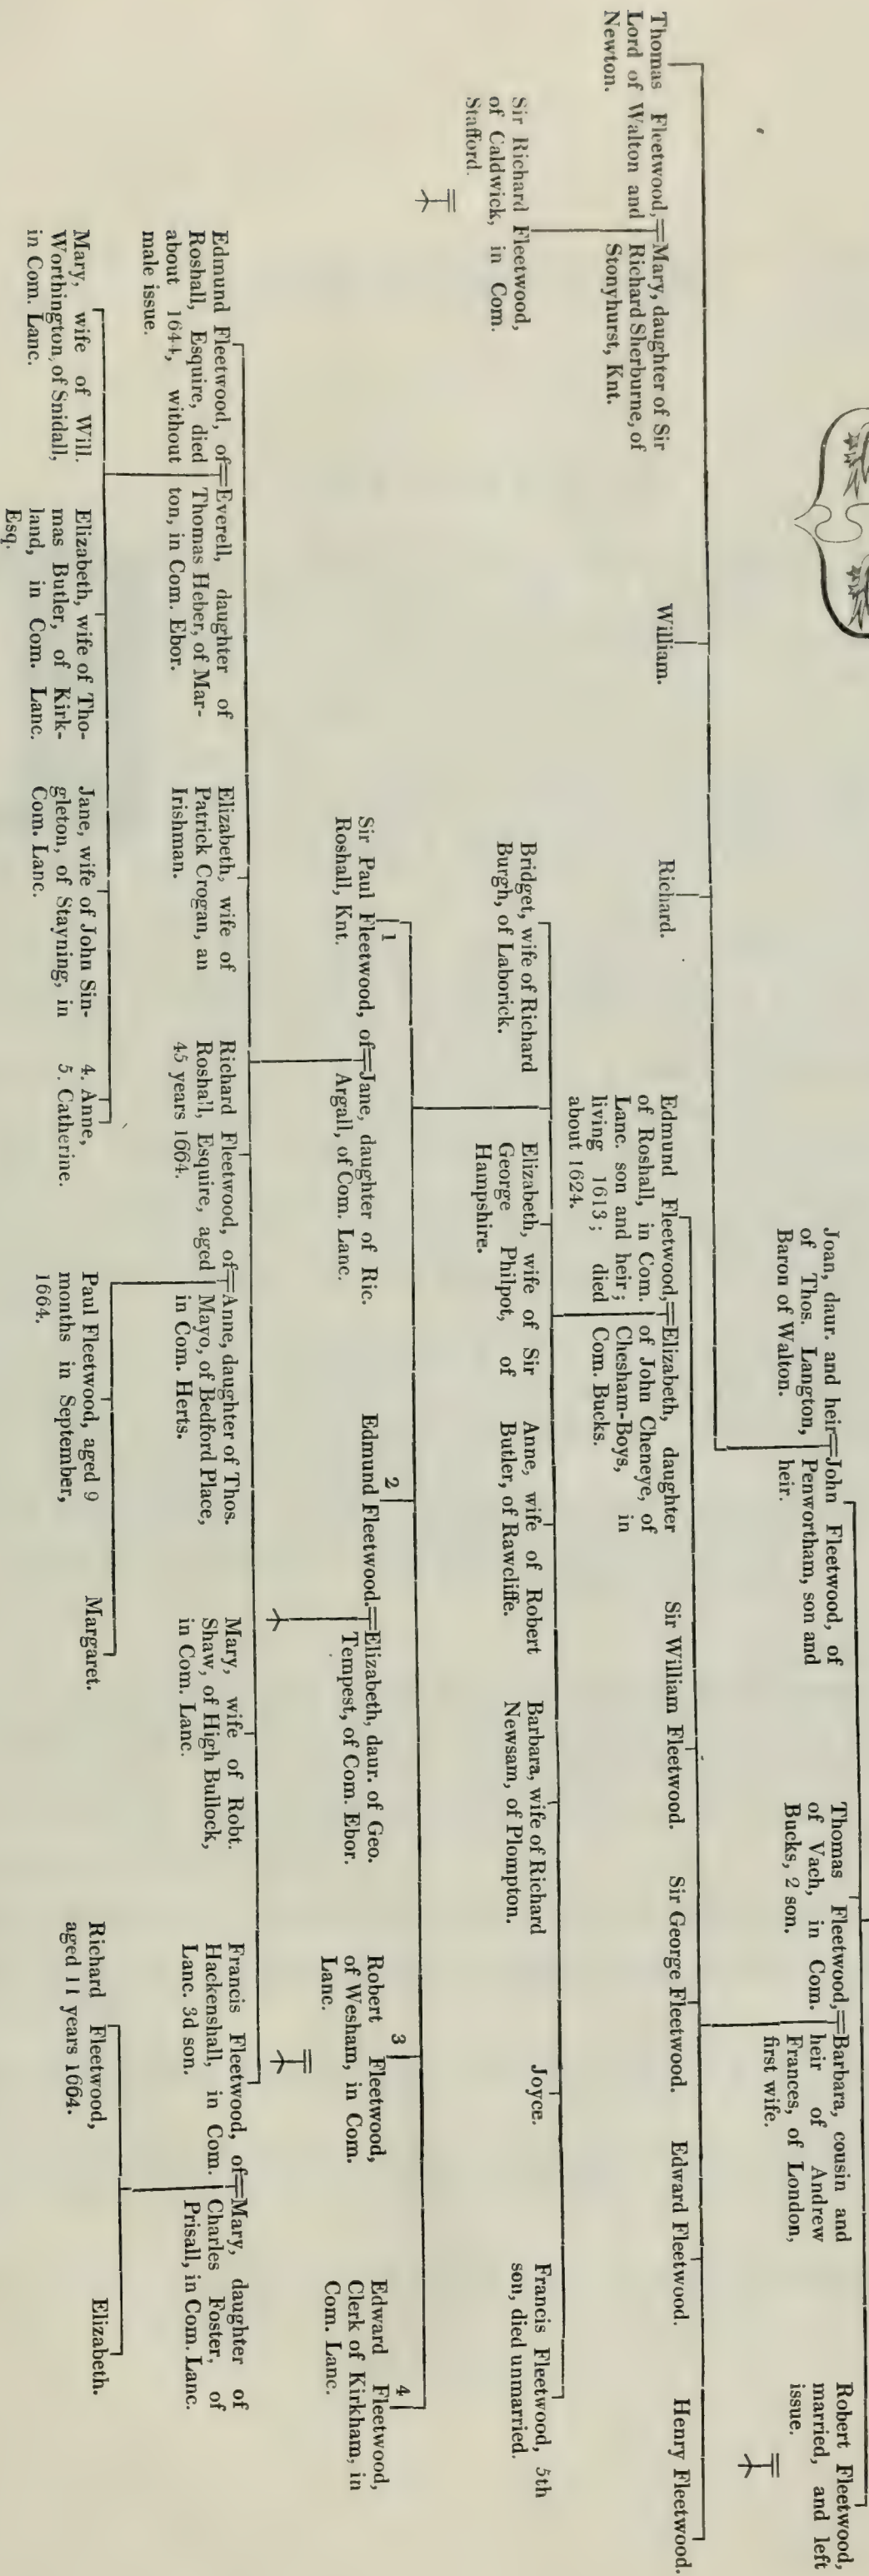 Joan, daur. and heir=John Fleetwood, of
of Thos. Langton, Penwortham, son and
Baron of Walton. heir.
Thomas Fleetwood,=Barbara, cousin and
of Vach, in Com. heir of Andrew
Bucks, 2 son. Frances, of London,
first wife.
Robert Fleetwood,
married, and left
issue.
Thomas Fleetwood,=Mary, daughter of Sir
Lord of Walton and Richard Sherburne, of
Newton. Stonyhurst, Knt.
William.
Richard.
Edmund Fleetwood,=Elizabeth, daughter
of Roshall, in Com. of John Cheneye, of
Lanc. son and heir; Chesham-Boys, in
living 1613; died Com. Bucks.
about 1624.
Sir William Fleetwood.
Sir George Fleetwood.
Edward Fleetwood.
Henry Fleetwood.
Sir Richard Fleetwood,
of Caldwick, in Com.
Stafford.
Bridget, wife of Richard
Burgh, of Laborick.
Elizabeth, wife of Sir
George Philpot, of
Hampshire.
Anne, wife of Robert
Butler, of Rawcliffe.
Barbara, wife of Richard
Newsam, of Plompton.
Joyce.
Francis Fleetwood, 5th
son, died unmarried.
1
Sir Paul Fleetwood, of=Jane, daughter of Ric.
Roshall, Knt. Argall, of Com. Lanc.
2
Edmund Fleetwood.=Elizabeth, daur. of Geo.
Tempest, of Com. Ebor.
3
Robert Fleetwood,
of Wesham, in Com.
Lanc.
4
Edward Fleetwood,
Clerk of Kirkham, in
Com. Lanc.
Edmund Fleetwood, of=Everell, daughter of
Roshall, Esquire, died Thomas Heber, of Mar-
about 1644, without ton, in Com. Ebor.
male issue.
Elizabeth, wife of
Patrick Crogan, an
Irishman.
Richard Fleetwood, of=Anne, daughter of Thos.
Roshall, Esquire, aged Mayo, of Bedford Place,
45 years 1664. in Com. Herts.
Mary, wife of Robt.
Shaw, of High Bullock,
in Com. Lanc.
Francis Fleetwood, of=Mary, daughter of
Hackenshall, in Com. Charles Foster, of
Lanc. 3d son. Prisall, in Com. Lanc.
Mary, wife of Will.
Worthington, of Snidall,
in Com. Lanc.
Elizabeth, wife of Tho-
mas Butler, of Kirk-
land, in Com. Lanc.
Esq.
Jane, wife of John Sin-
gleton, of Stayning, in
Com. Lanc.
4. Anne,
5. Catherine.
Paul Fleetwood, aged 9
months in September,
1664.
Margaret.
Richard Fleetwood,
aged 11 years 1664.
Elizabeth.